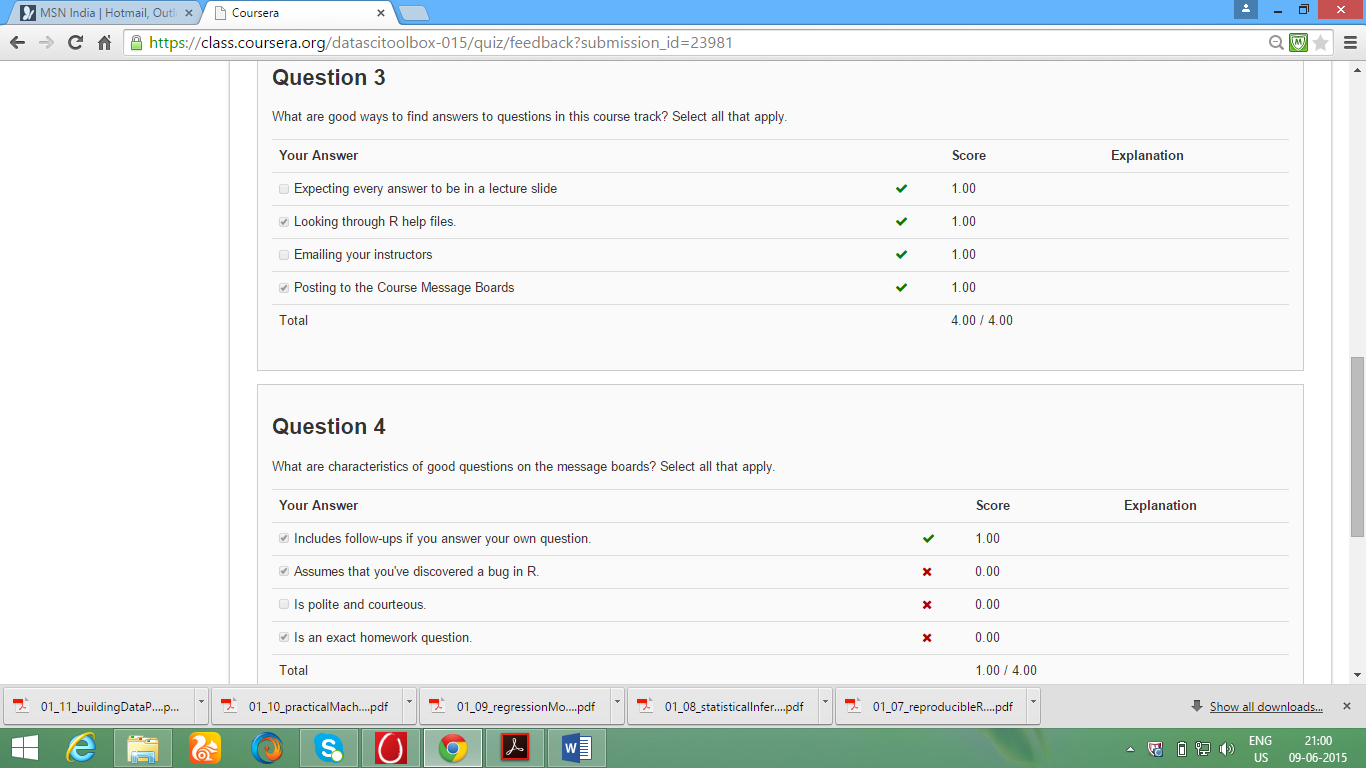 MSN India | Hotmail, Outl
Coursera
https://class.coursera.org/datascitoolbox-015/quiz/feedback?submission_id=23981
Question 3
What are good ways to find answers to questions in this course track? Select all that apply.
Your Answer Score Explanation
Expecting every answer to be in a lecture slide 1.00
Looking through R help files. 1.00
Emailing your instructors 1.00
Posting to the Course Message Boards 1.00
Total 4.00 / 4.00
Question 4
What are characteristics of good questions on the message boards? Select all that apply.
Your Answer Score Explanation
Includes follow-ups if you answer your own question. 1.00
Assumes that you've discovered a bug in R. 0.00
Is polite and courteous. 0.00
Is an exact homework question. 0.00
Total 1.00 / 4.00
01_11_buildingDataP....p... 01_10_practicalMach....pdf 01_09_regressionMo....pdf 01_08_statisticalInfer....pdf 01_07_reproducibleR....pdf Show all downloads...
ENG 21:00
US 09-06-2015